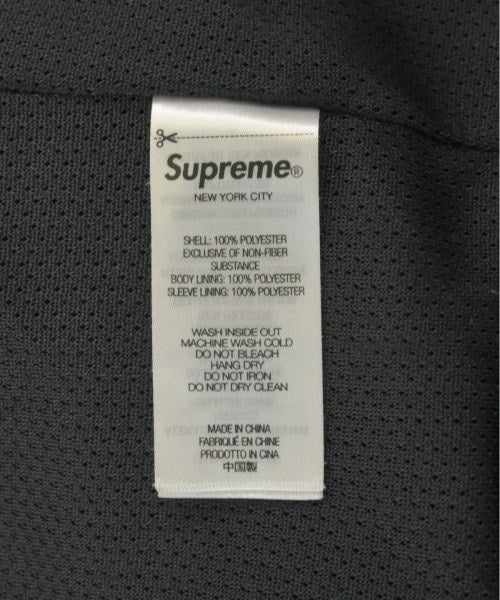 Supreme®
NEW YORK CITY
SHELL: 100% POLYESTER
EXCLUSIVE OF NON-FIBER
SUBSTANCE
BODY LINING: 100% POLYESTER
SLEEVE LINING: 100% POLYESTER
WASH INSIDE OUT
MACHINE WASH COLD
DO NOT BLEACH
HANG DRY
DO NOT IRON
DO NOT DRY CLEAN
MADE IN CHINA
FABRIQUÉ EN CHINE
PRODOTTO IN CINA
中国製